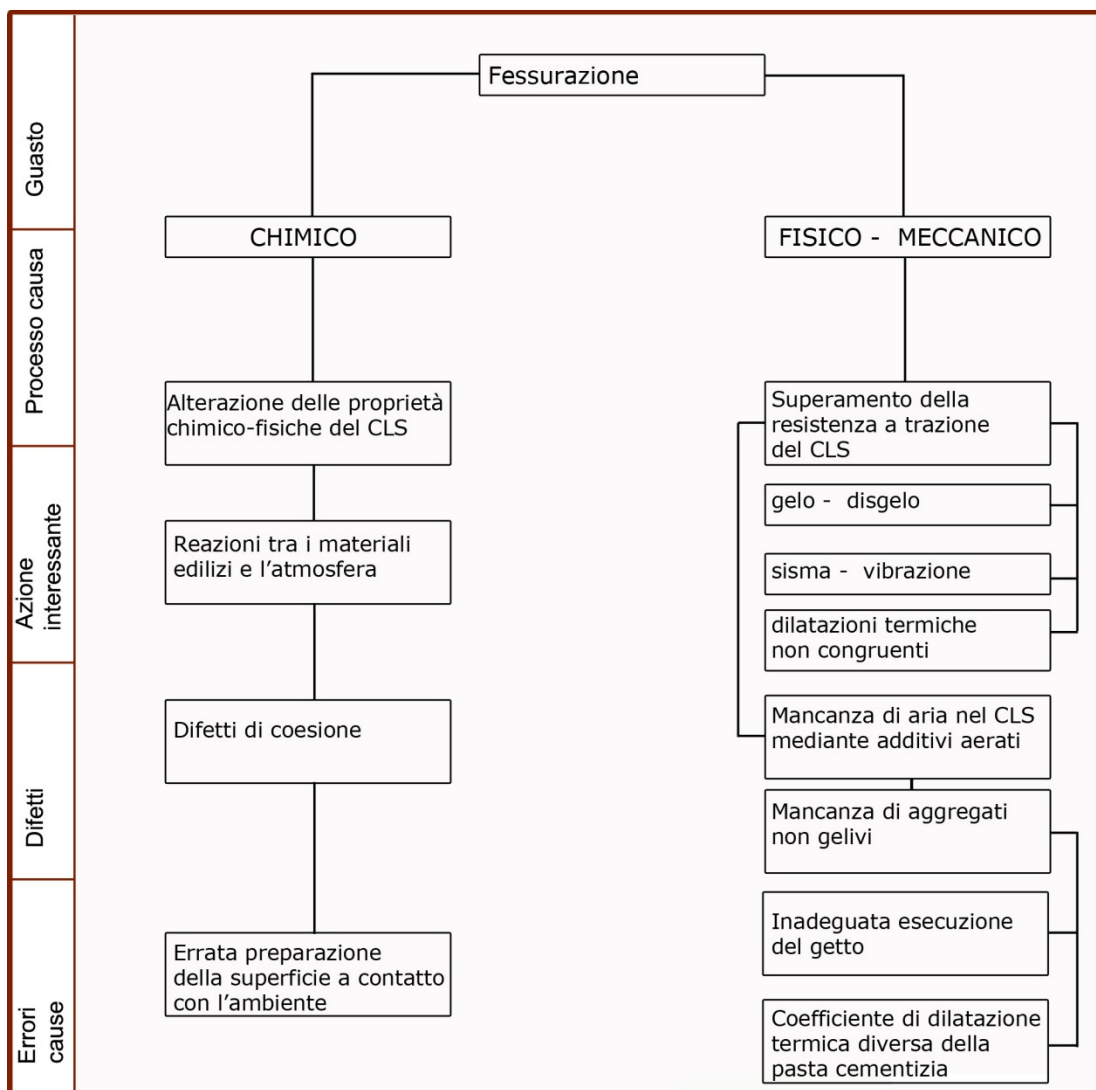 Fessurazione
Guasto
CHIMICO
FISICO - MECCANICO
Processo causa
Alterazione delle proprietà
chimico-fisiche del CLS
Superamento della
resistenza a trazione
del CLS
gelo - disgelo
Azione
interessante
Reazioni tra i materiali
edilizi e l'atmosfera
sisma - vibrazione
dilatazioni termiche
non congruenti
Difetti
Difetti di coesione
Mancanza di aria nel CLS
mediante additivi aerati
Mancanza di aggregati
non gelivi
Inadeguata esecuzione
del getto
Errori
cause
Errata preparazione
della superficie a contatto
con l'ambiente
Coefficiente di dilatazione
termica diversa della
pasta cementizia